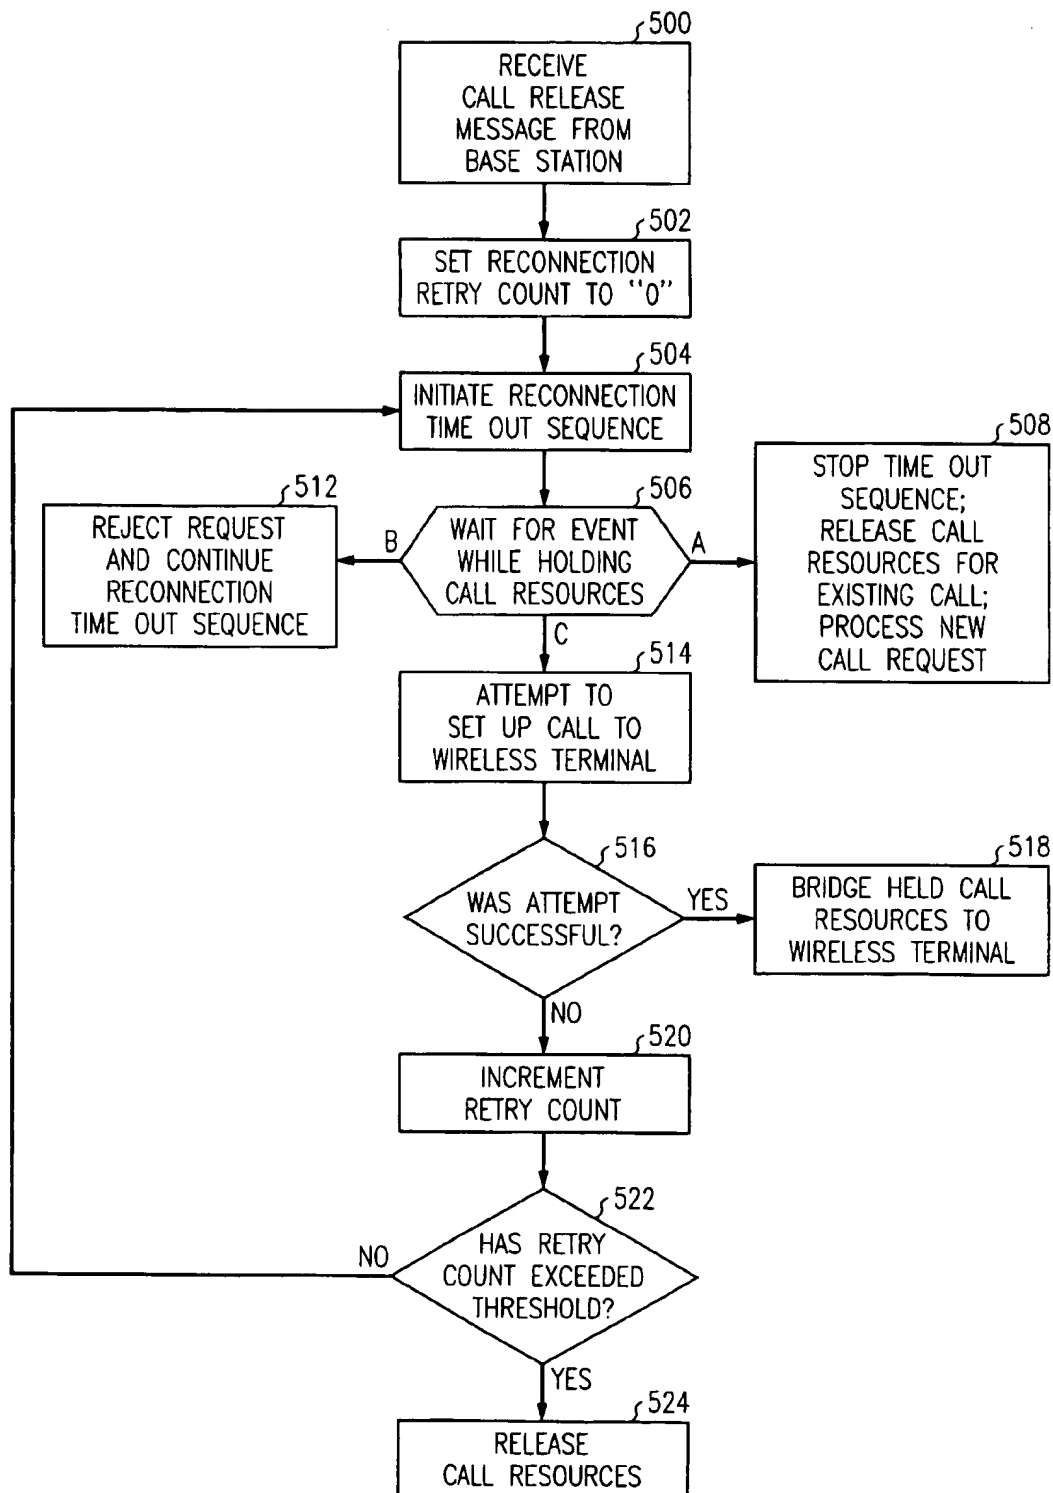 500
RECEIVE
CALL RELEASE
MESSAGE FROM
BASE STATION
502
SET RECONNECTION
RETRY COUNT TO "0"
504
INITIATE RECONNECTION
TIME OUT SEQUENCE
506
WAIT FOR EVENT
WHILE HOLDING
CALL RESOURCES
A
B
C
508
STOP TIME OUT
SEQUENCE;
RELEASE CALL
RESOURCES FOR
EXISTING CALL;
PROCESS NEW
CALL REQUEST
512
REJECT REQUEST
AND CONTINUE
RECONNECTION
TIME OUT SEQUENCE
514
ATTEMPT TO
SET UP CALL TO
WIRELESS TERMINAL
516
WAS ATTEMPT
SUCCESSFUL?
YES
518
BRIDGE HELD CALL
RESOURCES TO
WIRELESS TERMINAL
NO
520
INCREMENT
RETRY COUNT
522
HAS RETRY
COUNT EXCEEDED
THRESHOLD?
NO
YES
524
RELEASE
CALL RESOURCES